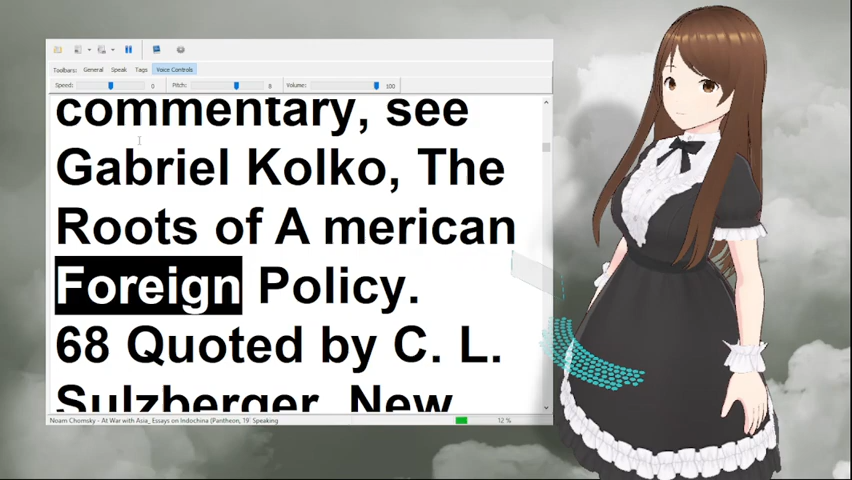 Toolbars: General Speak Tags Voice Controls
Speed: 0 Pitch: 8 Volume: 100
commentary, see
Gabriel Kolko, The
Roots of A merican
Foreign Policy.
68 Quoted by C. L.
Sulzberger, New
Noam Chomsky - At War with Asia_ Essays on Indochina (Pantheon, 19 Speaking 12 %